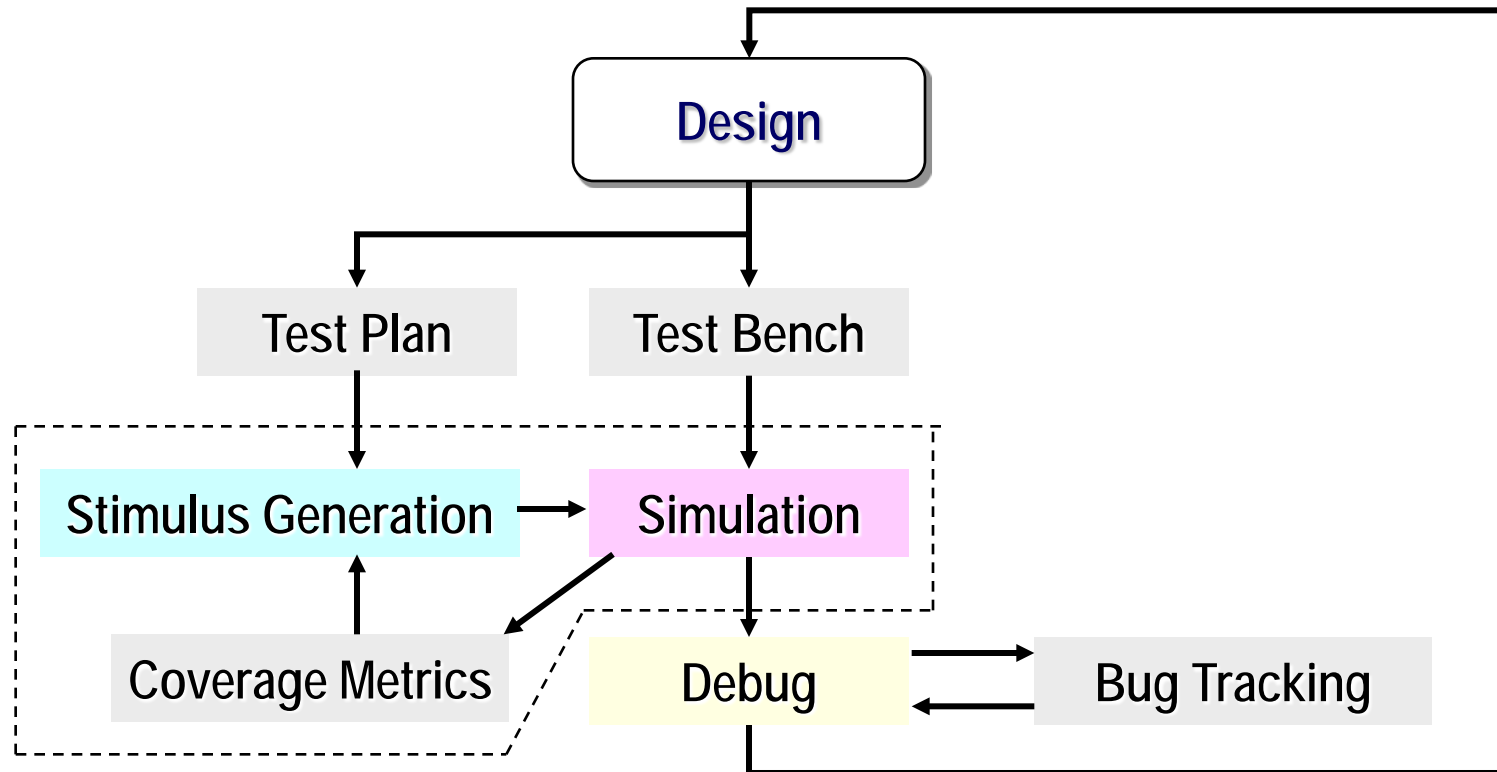 Design
Test Plan
Test Bench
Stimulus Generation
Simulation
Coverage Metrics
Debug
Bug Tracking